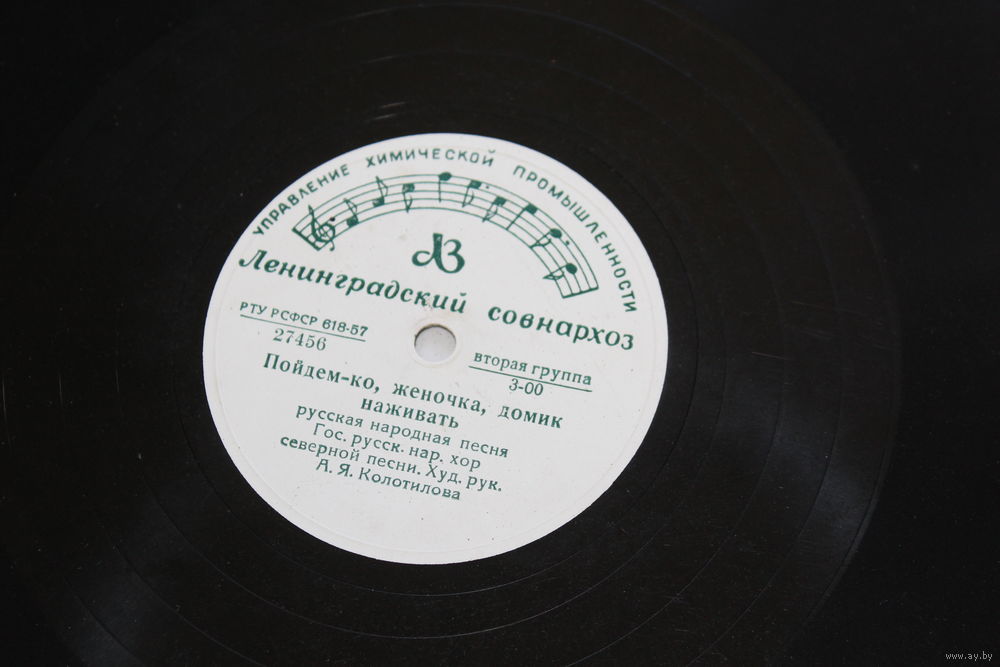 УПРАВЛЕНИЕ ХИМИЧЕСКОЙ ПРОМЫШЛЕННОСТИ
ЛВ
Ленинградский совнархоз
РТУ РСФСР 618-57
27456
вторая группа
3-00
Пойдем-ко, женочка, домик
наживать
русская народная песня
Гос. русск. нар. хор
северной песни. Худ. рук.
А. Я. Колотилова
www.ay.by